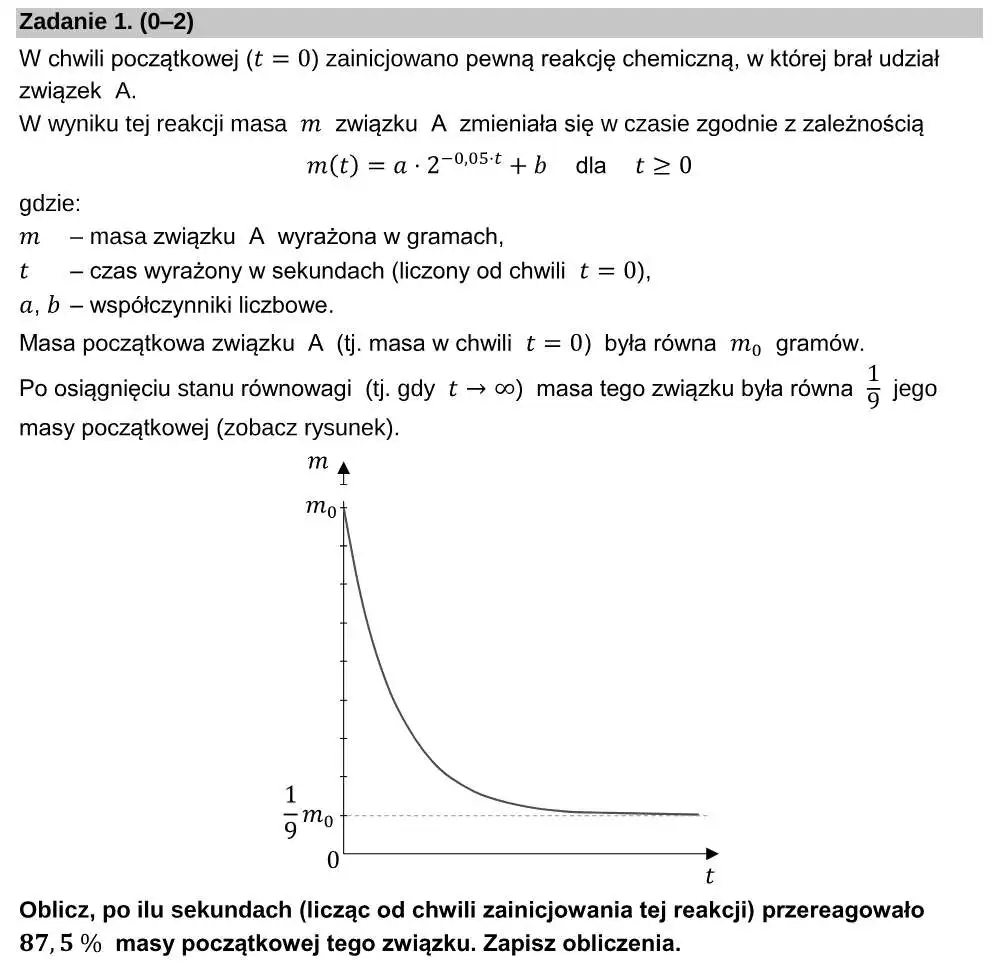 Zadanie 1. (0–2)
W chwili początkowej (t = 0) zainicjowano pewną reakcję chemiczną, w której brał udział
związek A.
W wyniku tej reakcji masa m związku A zmieniała się w czasie zgodnie z zależnością
m(t) = a · 2^{−0,05·t} + b dla t ≥ 0
gdzie:
m – masa związku A wyrażona w gramach,
t – czas wyrażony w sekundach (liczony od chwili t = 0),
a, b – współczynniki liczbowe.
Masa początkowa związku A (tj. masa w chwili t = 0) była równa m₀ gramów.
Po osiągnięciu stanu równowagi (tj. gdy t → ∞) masa tego związku była równa 1/9 jego
masy początkowej (zobacz rysunek).
m
m₀
1/9 m₀
0
t
Oblicz, po ilu sekundach (licząc od chwili zainicjowania tej reakcji) przereagowało
87,5 % masy początkowej tego związku. Zapisz obliczenia.